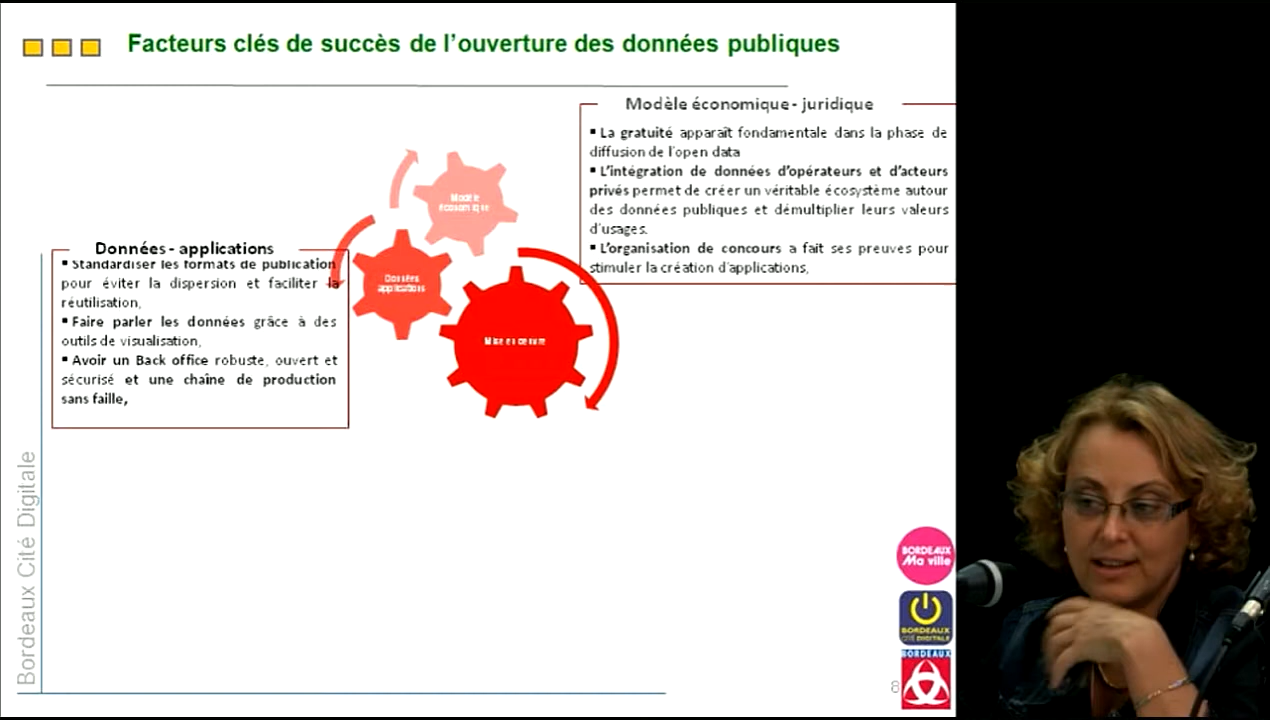 Facteurs clés de succès de l'ouverture des données publiques
Modèle économique - juridique
▪ La gratuité apparaît fondamentale dans la phase de
diffusion de l'open data
▪ L'intégration de données d'opérateurs et d'acteurs
privés permet de créer un véritable écosystème autour
des données publiques et démultiplier leurs valeurs
d'usages.
▪ L'organisation de concours a fait ses preuves pour
stimuler la création d'applications,
Modèle
économique
Données
applications
Mise en oeuvre
Données - applications
▪ Standardiser les formats de publication
pour éviter la dispersion et faciliter la
réutilisation,
▪ Faire parler les données grâce à des
outils de visualisation,
▪ Avoir un Back office robuste, ouvert et
sécurisé et une chaîne de production
sans faille,
Bordeaux Cité Digitale
BORDEAUX
Ma ville
BORDEAUX
CITÉ DIGITALE
BORDEAUX
8